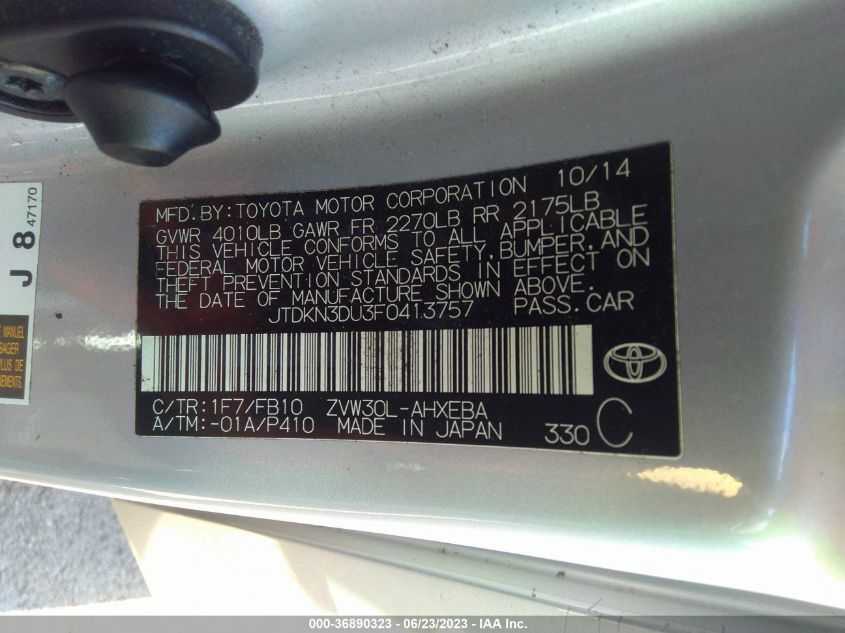 MFD.BY:TOYOTA MOTOR CORPORATION 10/14
GVWR 4010LB GAWR FR 2270LB RR 2175LB
THIS VEHICLE CONFORMS TO ALL APPLICABLE
FEDERAL MOTOR VEHICLE SAFETY, BUMPER, AND
THEFT PREVENTION STANDARDS IN EFFECT ON
THE DATE OF MANUFACTURE SHOWN ABOVE.
JTDKN3DU3F0413757 PASS.CAR
C/TR:1F7/FB10 ZVW30L-AHXEBA
A/TM:-01A/P410 MADE IN JAPAN 330 C
J 8 47170
MANUEL
PLUS DE
000-36890323 - 06/23/2023 - IAA Inc.